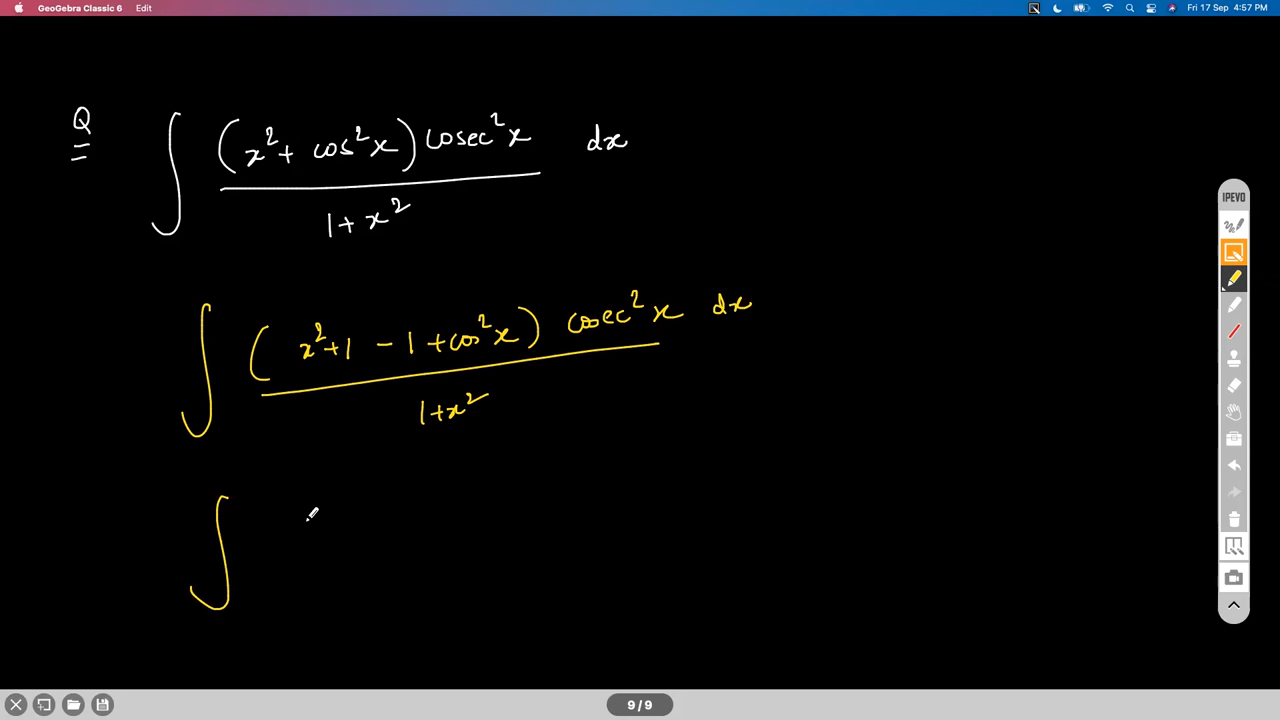 GeoGebra Classic 6 Edit Fri 17 Sep 4:57 PM
IPEVO
Q ∫ (x² + cos²x) cosec²x / 1+x² dx
∫ (x²+1 − 1 + cos²x) cosec²x / 1+x² dx
∫
9/9